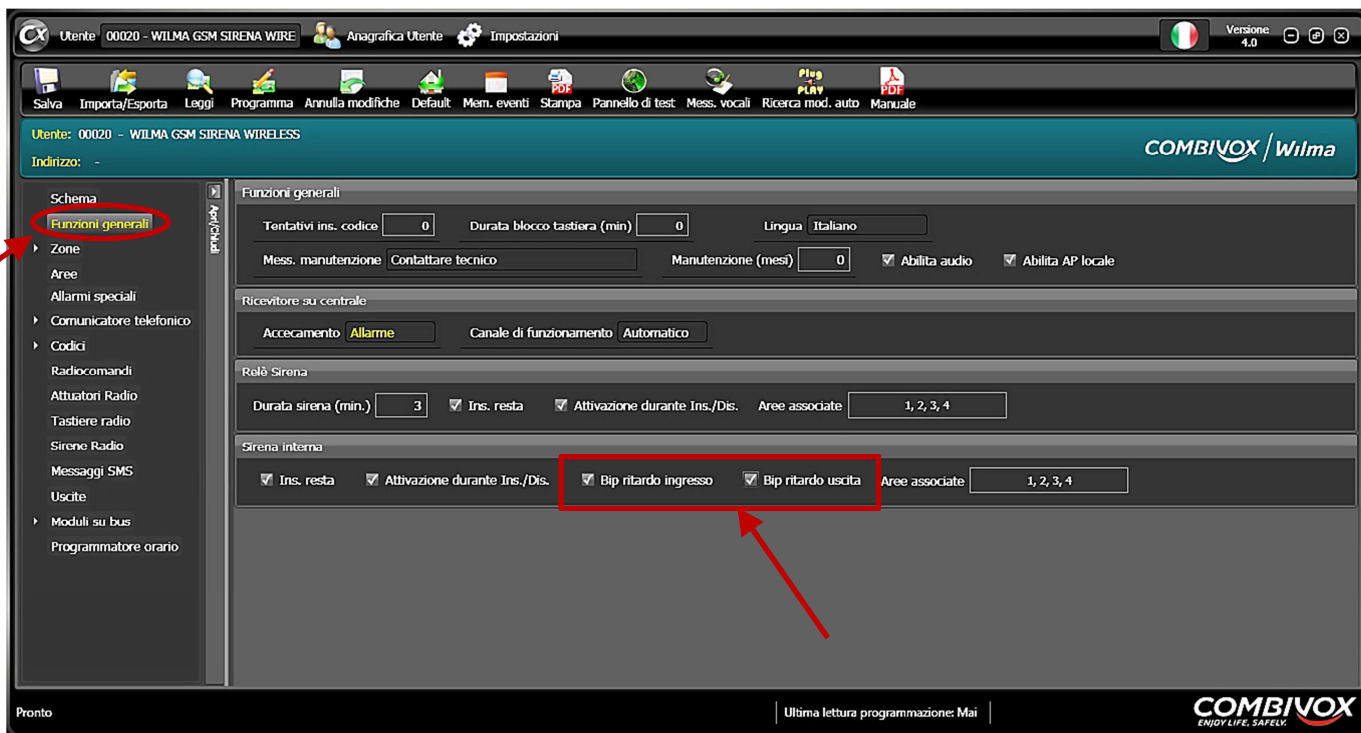 CX Utente 00020 - WILMA GSM SIRENA WIRE Anagrafica Utente Impostazioni Versione
4.0
Plug
PLAY
PDF
PDF
Salva Importa/Esporta Leggi Programma Annulla modifiche Default Mem. eventi Stampa Pannello di test Mess. vocali Ricerca mod. auto Manuale
Utente: 00020 - WILMA GSM SIRENA WIRELESS
COMBIVOX / Wilma
Indirizzo: -
Schema
Funzioni generali
Zone
Aree
Allarmi speciali
Comunicatore telefonico
Codici
Radiocomandi
Attuatori Radio
Tastiere radio
Sirene Radio
Messaggi SMS
Uscite
Moduli su bus
Programmatore orario
Apri/Chiudi
Funzioni generali
Tentativi ins. codice 0 Durata blocco tastiera (min) 0 Lingua Italiano
Mess. manutenzione Contattare tecnico Manutenzione (mesi) 0 Abilita audio Abilita AP locale
Ricevitore su centrale
Accecamento Allarme Canale di funzionamento Automatico
Relè Sirena
Durata sirena (min.) 3 Ins. resta Attivazione durante Ins./Dis. Aree associate 1, 2, 3, 4
Sirena interna
Ins. resta Attivazione durante Ins./Dis. Bip ritardo ingresso Bip ritardo uscita Aree associate 1, 2, 3, 4
Pronto Ultima lettura programmazione: Mai
COMBIVOX
ENJOY LIFE, SAFELY.